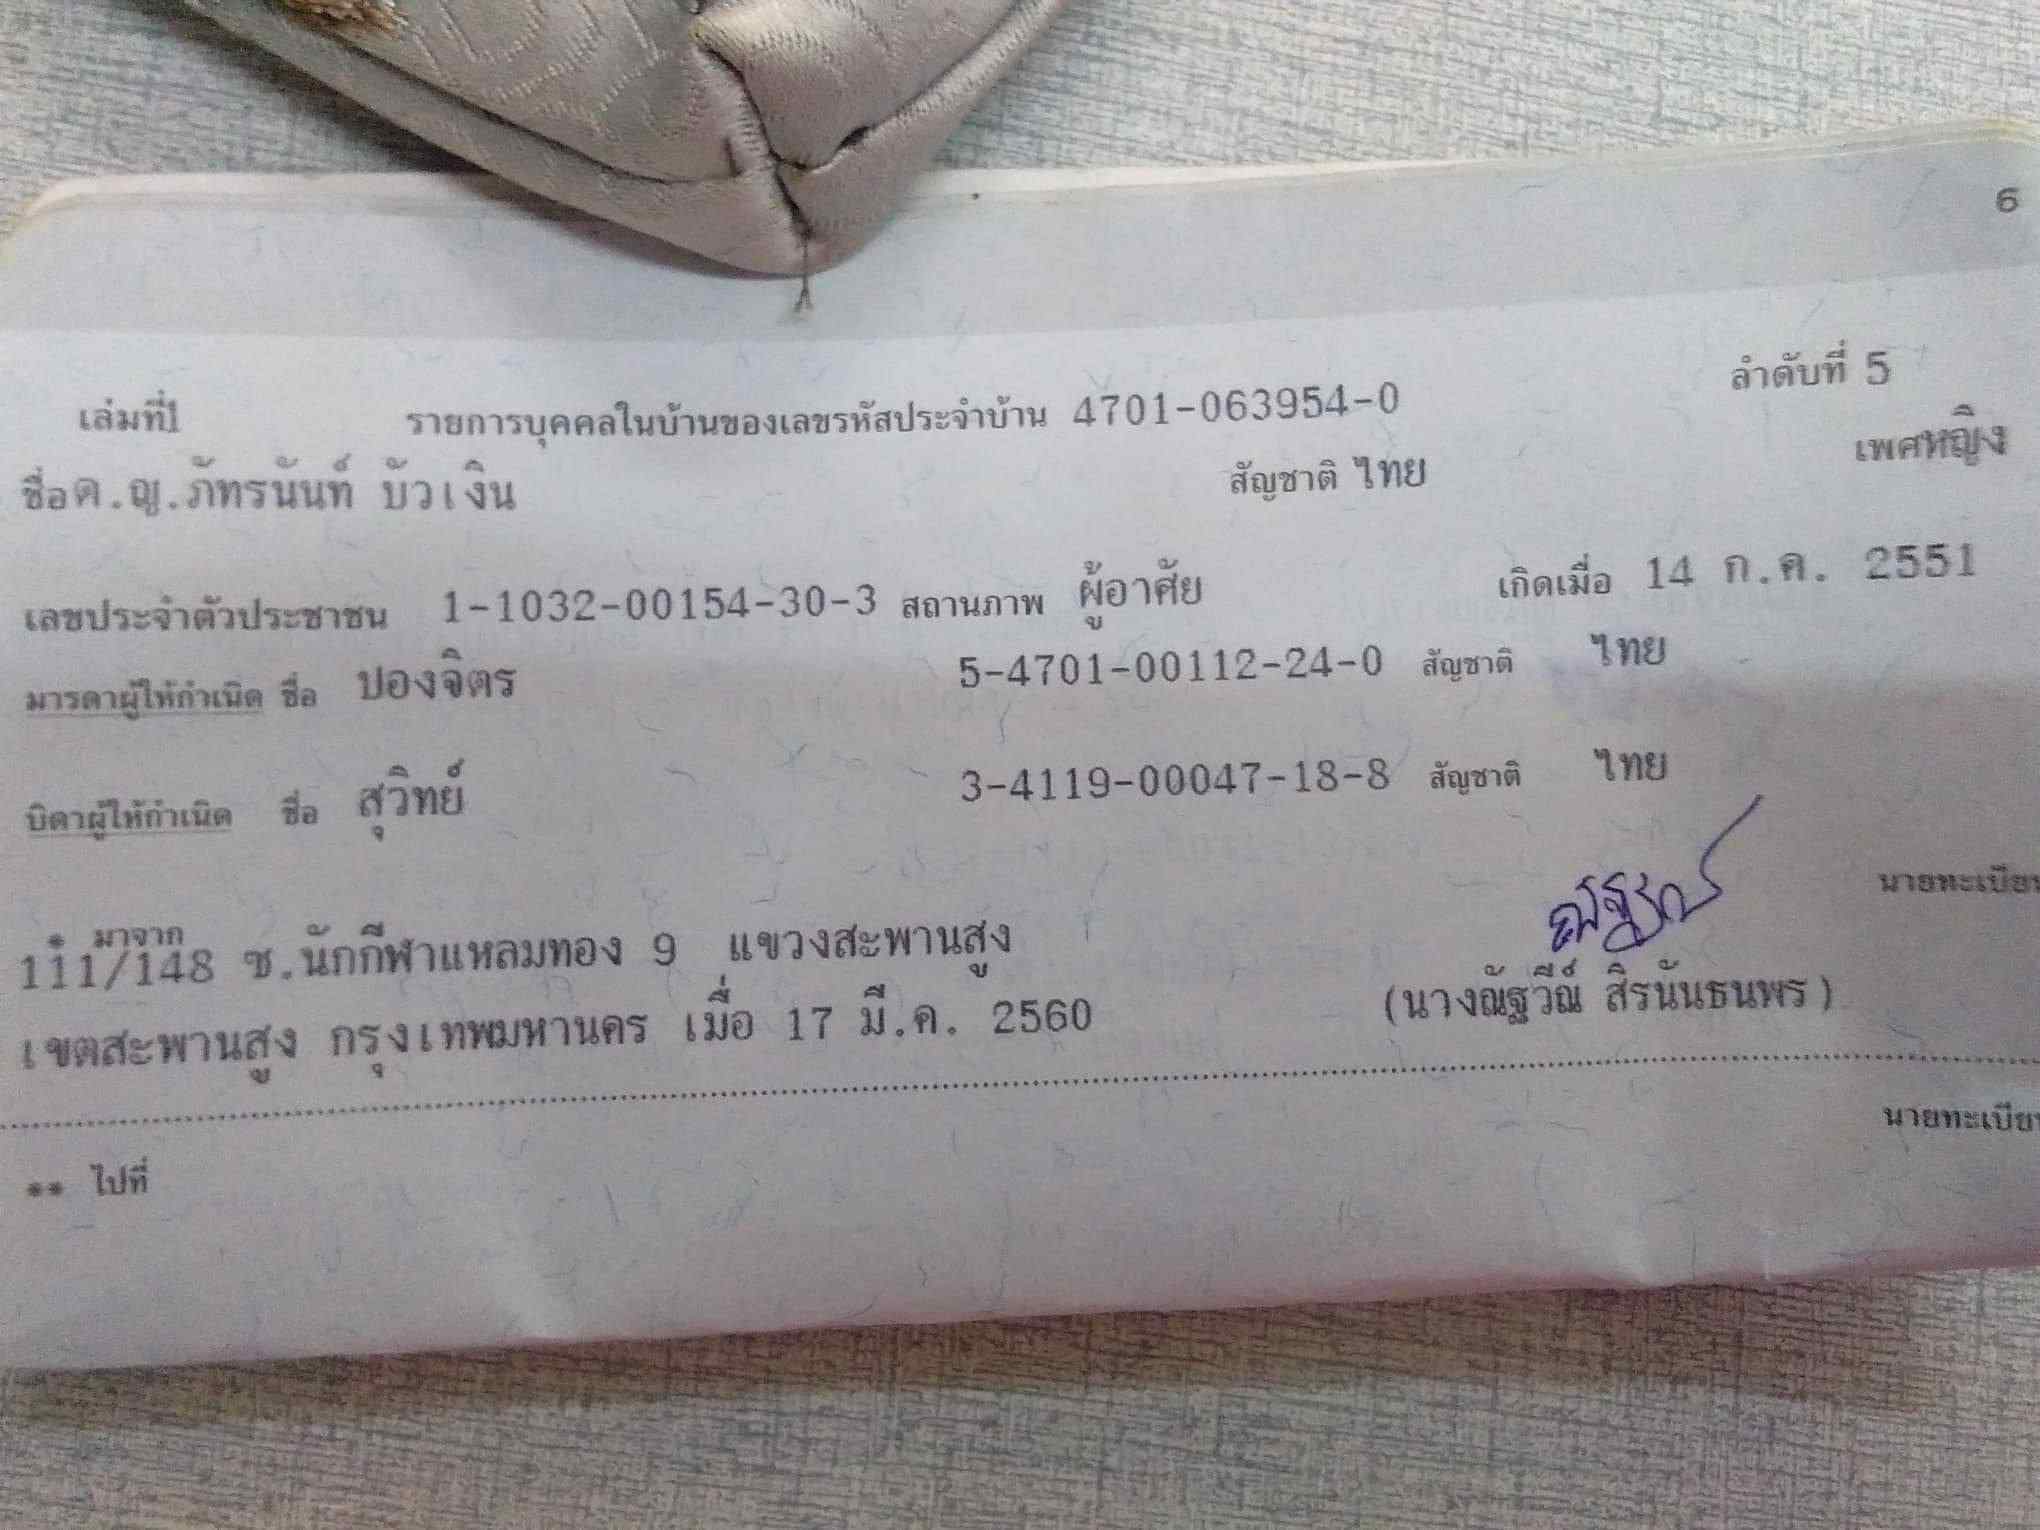 6
เล่มที่1 รายการบุคคลในบ้านของเลขรหัสประจำบ้าน 4701-063954-0 ลำดับที่ 5
ชื่อ ด.ญ.ภัทรนันท์ บัวเงิน สัญชาติ ไทย เพศหญิง
เลขประจำตัวประชาชน 1-1032-00154-30-3 สถานภาพ ผู้อาศัย เกิดเมื่อ 14 ก.ค. 2551
มารดาผู้ให้กำเนิด ชื่อ ปองจิตร 5-4701-00112-24-0 สัญชาติ ไทย
บิดาผู้ให้กำเนิด ชื่อ สุวิทย์ 3-4119-00047-18-8 สัญชาติ ไทย
นายทะเบียน
* มาจาก
111/148 ซ.นักกีฬาแหลมทอง 9 แขวงสะพานสูง
(นางณัฐวีณ์ สิรนันธนพร)
เขตสะพานสูง กรุงเทพมหานคร เมื่อ 17 มี.ค. 2560
นายทะเบียน
** ไปที่